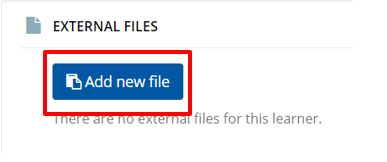 EXTERNAL FILES
Add new file
There are no external files for this learner.